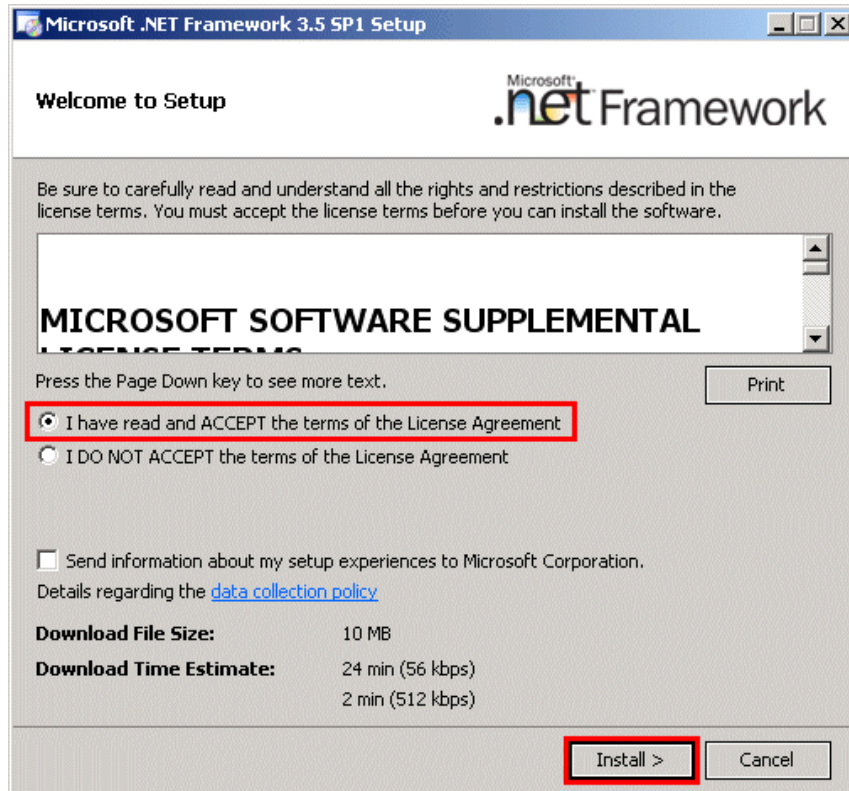 Microsoft .NET Framework 3.5 SP1 Setup
Welcome to Setup
Microsoft
.net Framework
Be sure to carefully read and understand all the rights and restrictions described in the
license terms. You must accept the license terms before you can install the software.
MICROSOFT SOFTWARE SUPPLEMENTAL
LICENSE TERMS
Press the Page Down key to see more text.
Print
I have read and ACCEPT the terms of the License Agreement
I DO NOT ACCEPT the terms of the License Agreement
Send information about my setup experiences to Microsoft Corporation.
Details regarding the data collection policy
Download File Size: 10 MB
Download Time Estimate: 24 min (56 kbps)
2 min (512 kbps)
Install >
Cancel